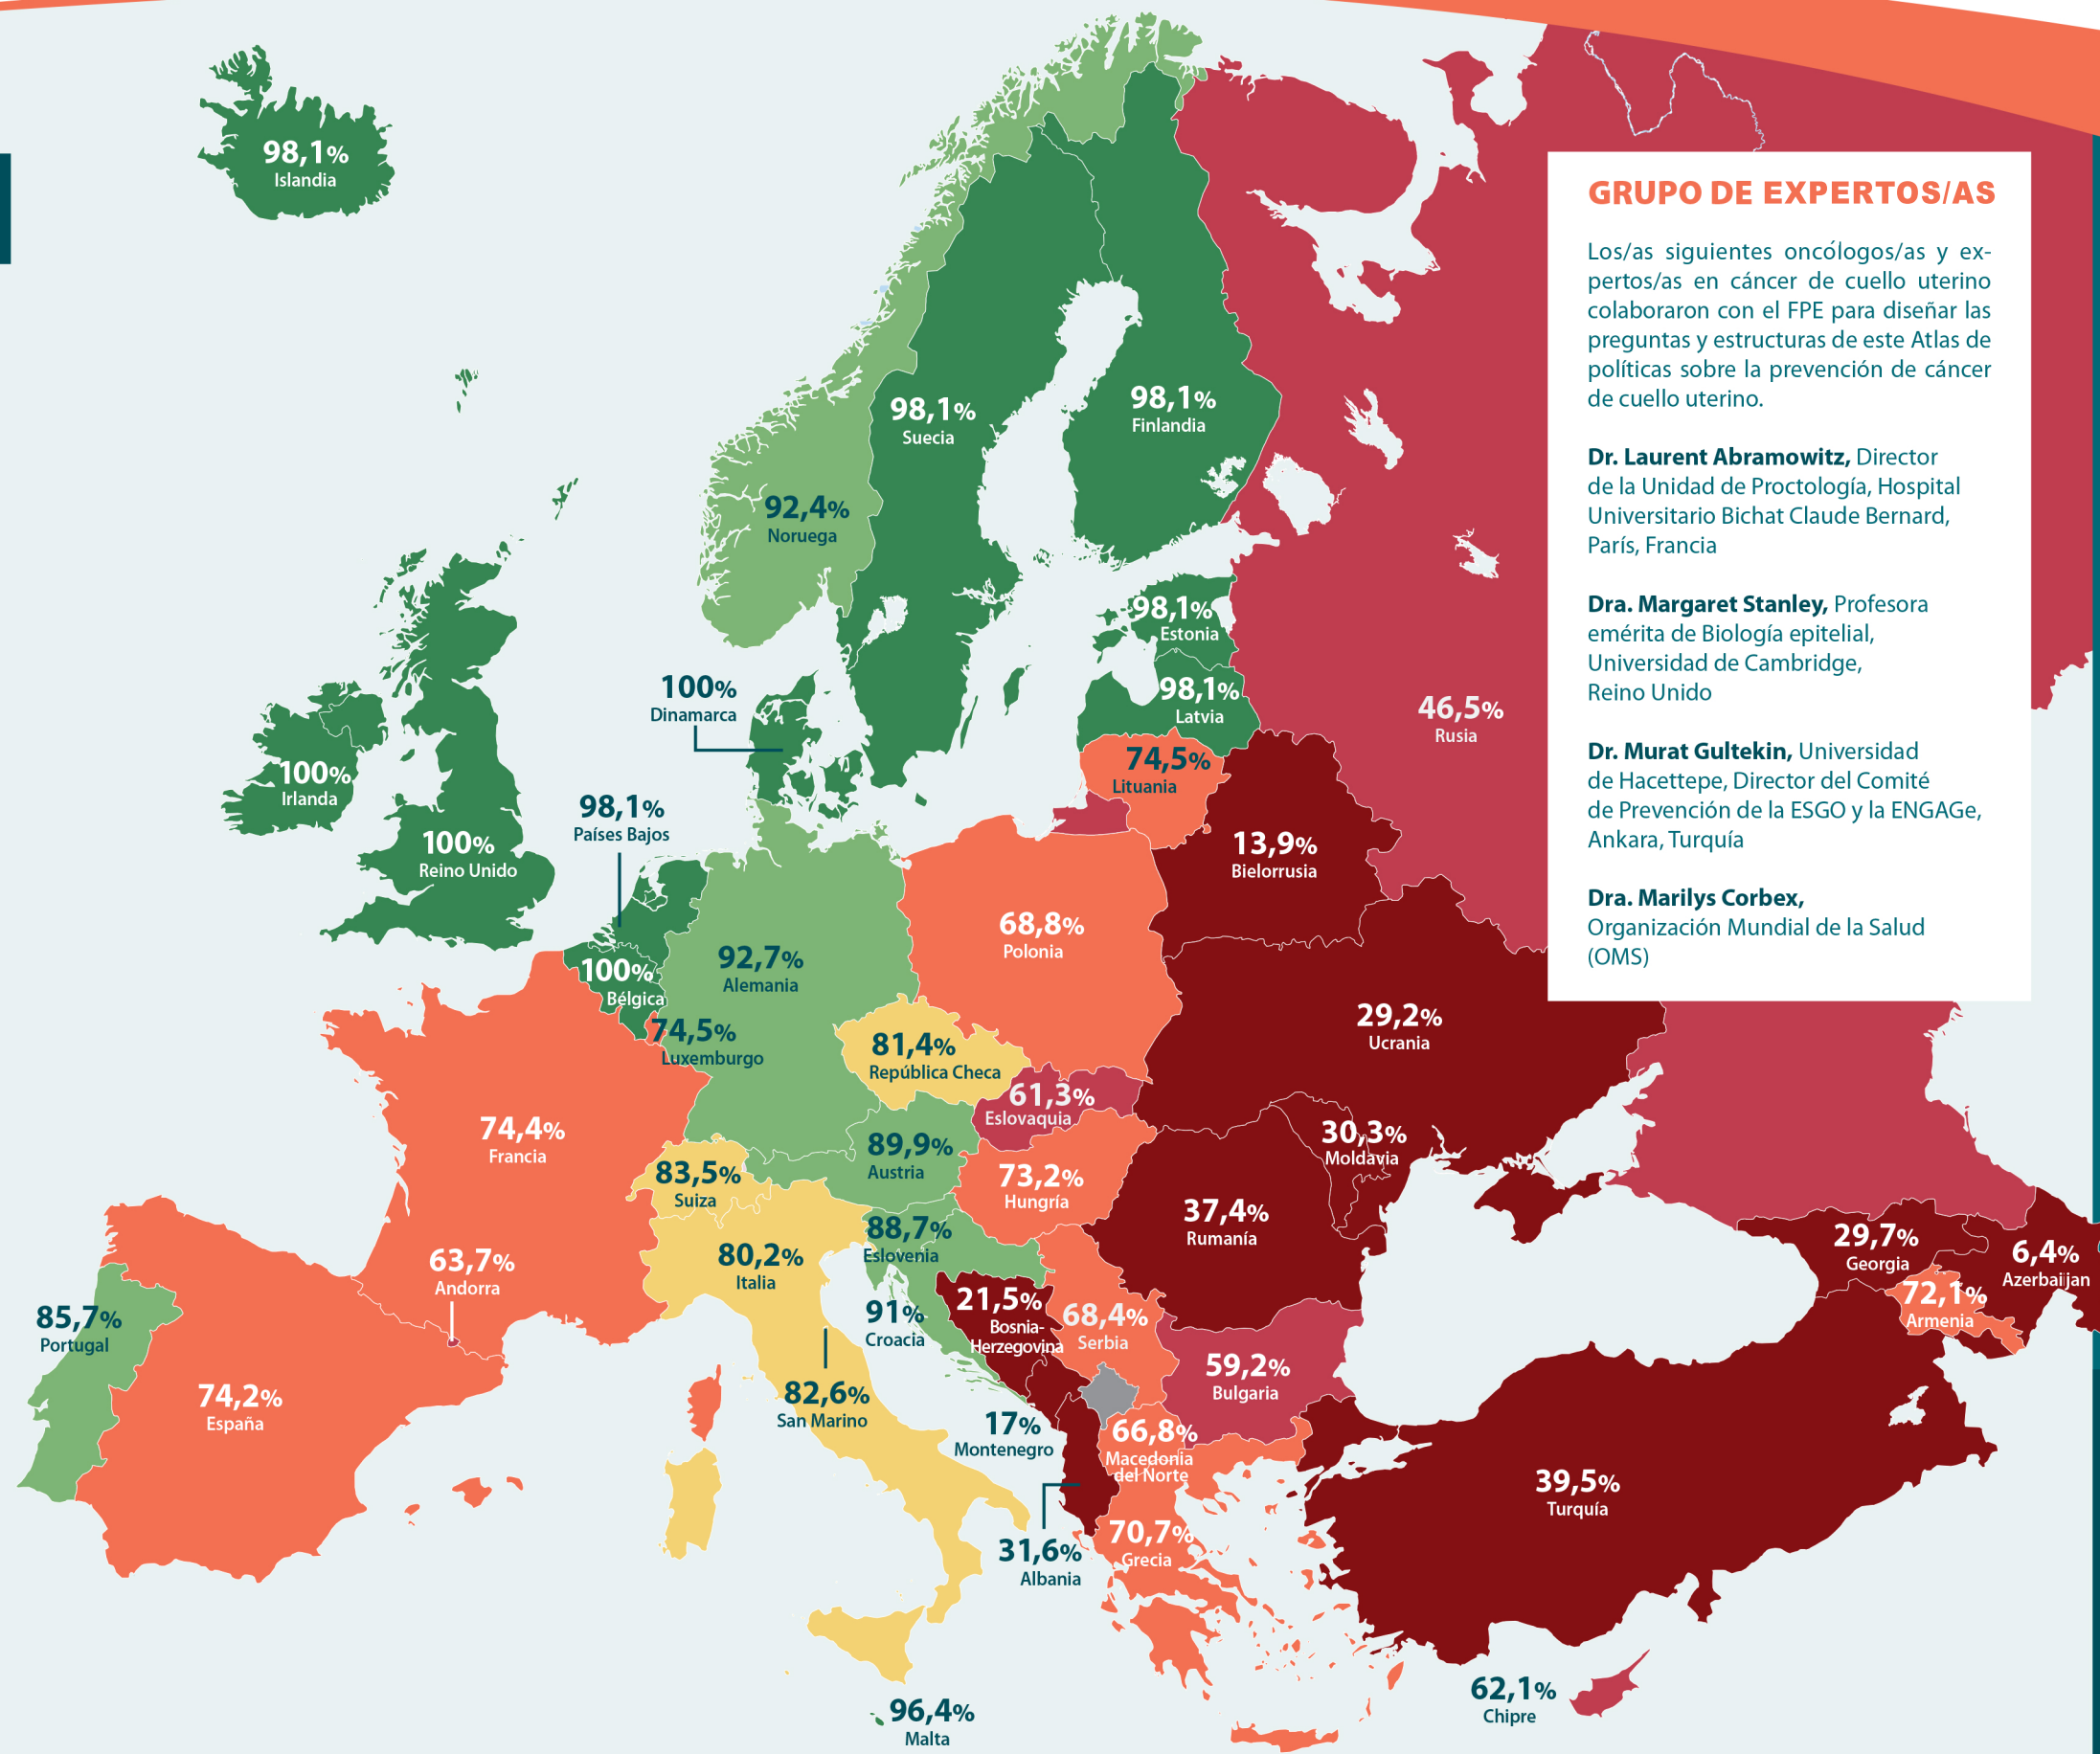 98,1%
Islandia
98,1%
Suecia
98,1%
Finlandia
92,4%
Noruega
98,1%
Estonia
98,1%
Latvia
100%
Dinamarca
74,5%
Lituania
46,5%
Rusia
100%
Irlanda
100%
Reino Unido
98,1%
Países Bajos
13,9%
Bielorrusia
68,8%
Polonia
92,7%
Alemania
100%
Bélgica
74,5%
Luxemburgo
81,4%
República Checa
29,2%
Ucrania
61,3%
Eslovaquia
74,4%
Francia
89,9%
Austria
30,3%
Moldavia
83,5%
Suiza
73,2%
Hungría
37,4%
Rumanía
88,7%
Eslovenia
80,2%
Italia
63,7%
Andorra
29,7%
Georgia
6,4%
Azerbaijan
72,1%
Armenia
85,7%
Portugal
91%
Croacia
21,5%
Bosnia-
Herzegovina
68,4%
Serbia
74,2%
España
82,6%
San Marino
59,2%
Bulgaria
17%
Montenegro
66,8%
Macedonia
del Norte
39,5%
Turquía
31,6%
Albania
70,7%
Grecia
96,4%
Malta
62,1%
Chipre
GRUPO DE EXPERTOS/AS
Los/as siguientes oncólogos/as y ex-
pertos/as en cáncer de cuello uterino
colaboraron con el FPE para diseñar las
preguntas y estructuras de este Atlas de
políticas sobre la prevención de cáncer
de cuello uterino.
Dr. Laurent Abramowitz, Director
de la Unidad de Proctología, Hospital
Universitario Bichat Claude Bernard,
París, Francia
Dra. Margaret Stanley, Profesora
emérita de Biología epitelial,
Universidad de Cambridge,
Reino Unido
Dr. Murat Gultekin, Universidad
de Hacettepe, Director del Comité
de Prevención de la ESGO y la ENGAGe,
Ankara, Turquía
Dra. Marilys Corbex,
Organización Mundial de la Salud
(OMS)